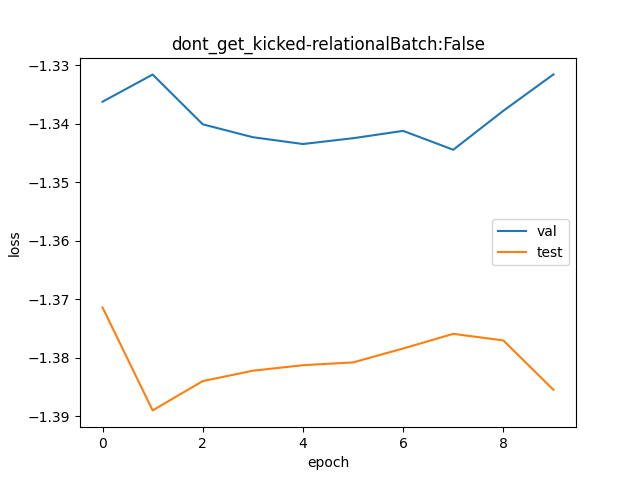 dont_get_kicked-relationalBatch:False
−1.33
−1.34
−1.35
−1.36
−1.37
−1.38
−1.39
loss
val
test
0
2
4
6
8
epoch